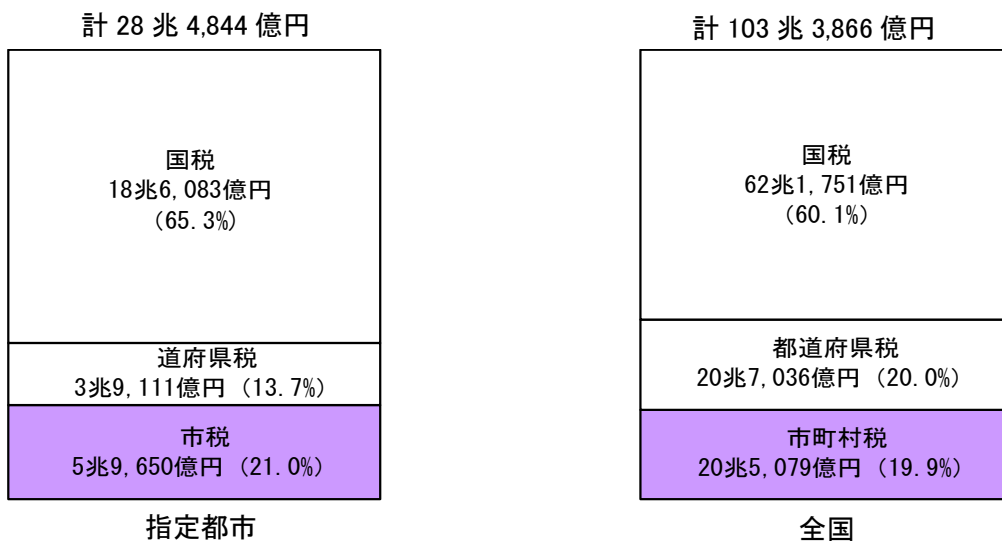 計 28 兆 4,844 億円
国税
18兆6,083億円
(65.3%)
道府県税
3兆9,111億円 (13.7%)
市税
5兆9,650億円 (21.0%)
指定都市
計 103 兆 3,866 億円
国税
62兆1,751億円
(60.1%)
都道府県税
20兆7,036億円 (20.0%)
市町村税
20兆5,079億円 (19.9%)
全国